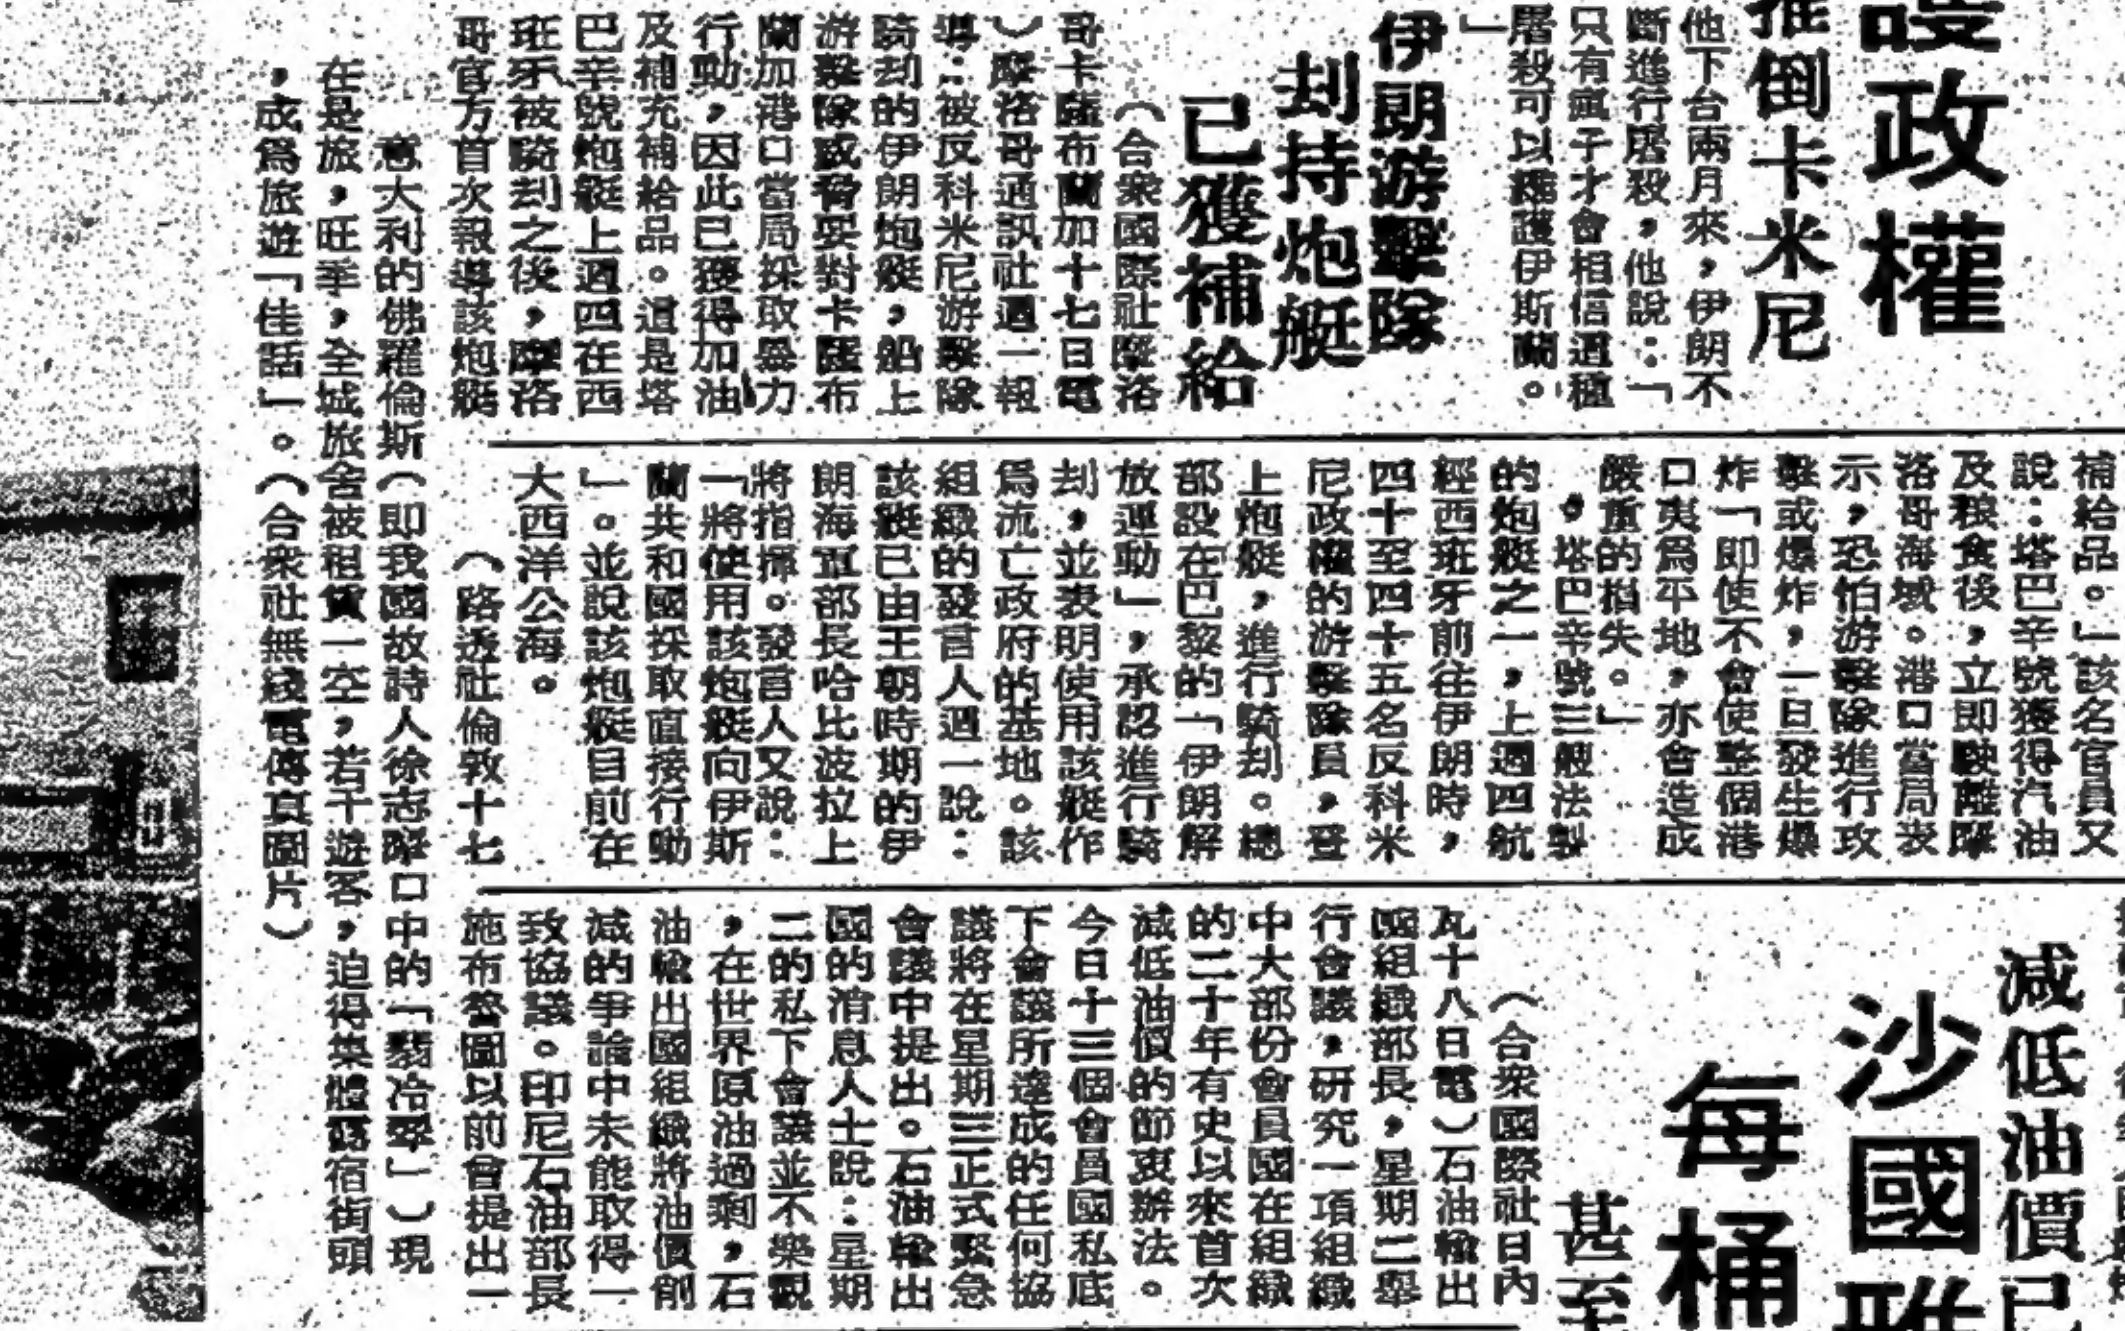 護政權
推倒卡米尼
他下台兩月來，伊朗不
斷進行屠殺，他說：「
只有瘋子才會相信這種
屠殺可以擁護伊斯蘭。
」
伊朗游擊隊
刦持炮艇
已獲補給
（合衆國際社摩洛
哥卡薩布蘭加十七日電
）摩洛哥通訊社週一報
導：被反科米尼游擊隊
騎刦的伊朗炮艇，船上
游擊隊威脅要對卡薩布
蘭加港口當局採取暴力
行動，因此已獲得加油
及補充補給品。這是塔
巴辛號炮艇上週四在西
班牙被騎刦之後，摩洛
哥官方首次報導該炮艇
補給品。」該名官員又
說：塔巴辛號獲得汽油
及糧食後，立即駛離摩
洛哥海域。港口當局表
示，恐怕游擊隊進行攻
擊或爆炸，一旦發生爆
炸「即使不會使整個港
口夷爲平地，亦會造成
嚴重的損失。」
塔巴辛號三艘法製
的炮艇之一，上週四航
經西班牙前往伊朗時，
四十至四十五名反科米
尼政權的游擊隊員，登
上炮艇，進行騎刦。總
部設在巴黎的「伊朗解
放運動」，承認進行騎
刦，並表明使用該艇作
爲流亡政府的基地。該
組織的發言人週一說：
該艇已由王朝時期的伊
朗海軍部長哈比波拉上
將指揮。發言人又說：
「將使用該炮艇向伊斯
蘭共和國採取直接行動
」。並說該炮艇目前在
大西洋公海。
（路透社倫敦十七
減低油價已
沙國雅
每桶
甚至
（合衆國際社日內
瓦十八日電）石油輸出
國組織部長，星期二舉
行會議，研究一項組織
中大部份會員國在組織
的二十年有史以來首次
減低油價的節衷辦法。
今日十三個會員國私底
下會議所達成的任何協
議將在星期三正式緊急
會議中提出。石油輸出
國的消息人士說：星期
二的私下會議並不樂觀
，在世界原油過剩，石
油輸出國組織將油價削
减的爭論中未能取得一
致協議。印尼石油部長
施布魯圖以前曾提出一
意大利的佛羅倫斯（即我國故詩人徐志摩口中的「翡冷翠」）現
在是旅，旺季，全城旅舍被租賃一空，若干遊客，迫得集體露宿街頭
，成爲旅遊「佳話」。（合衆社無綫電傳真圖片）